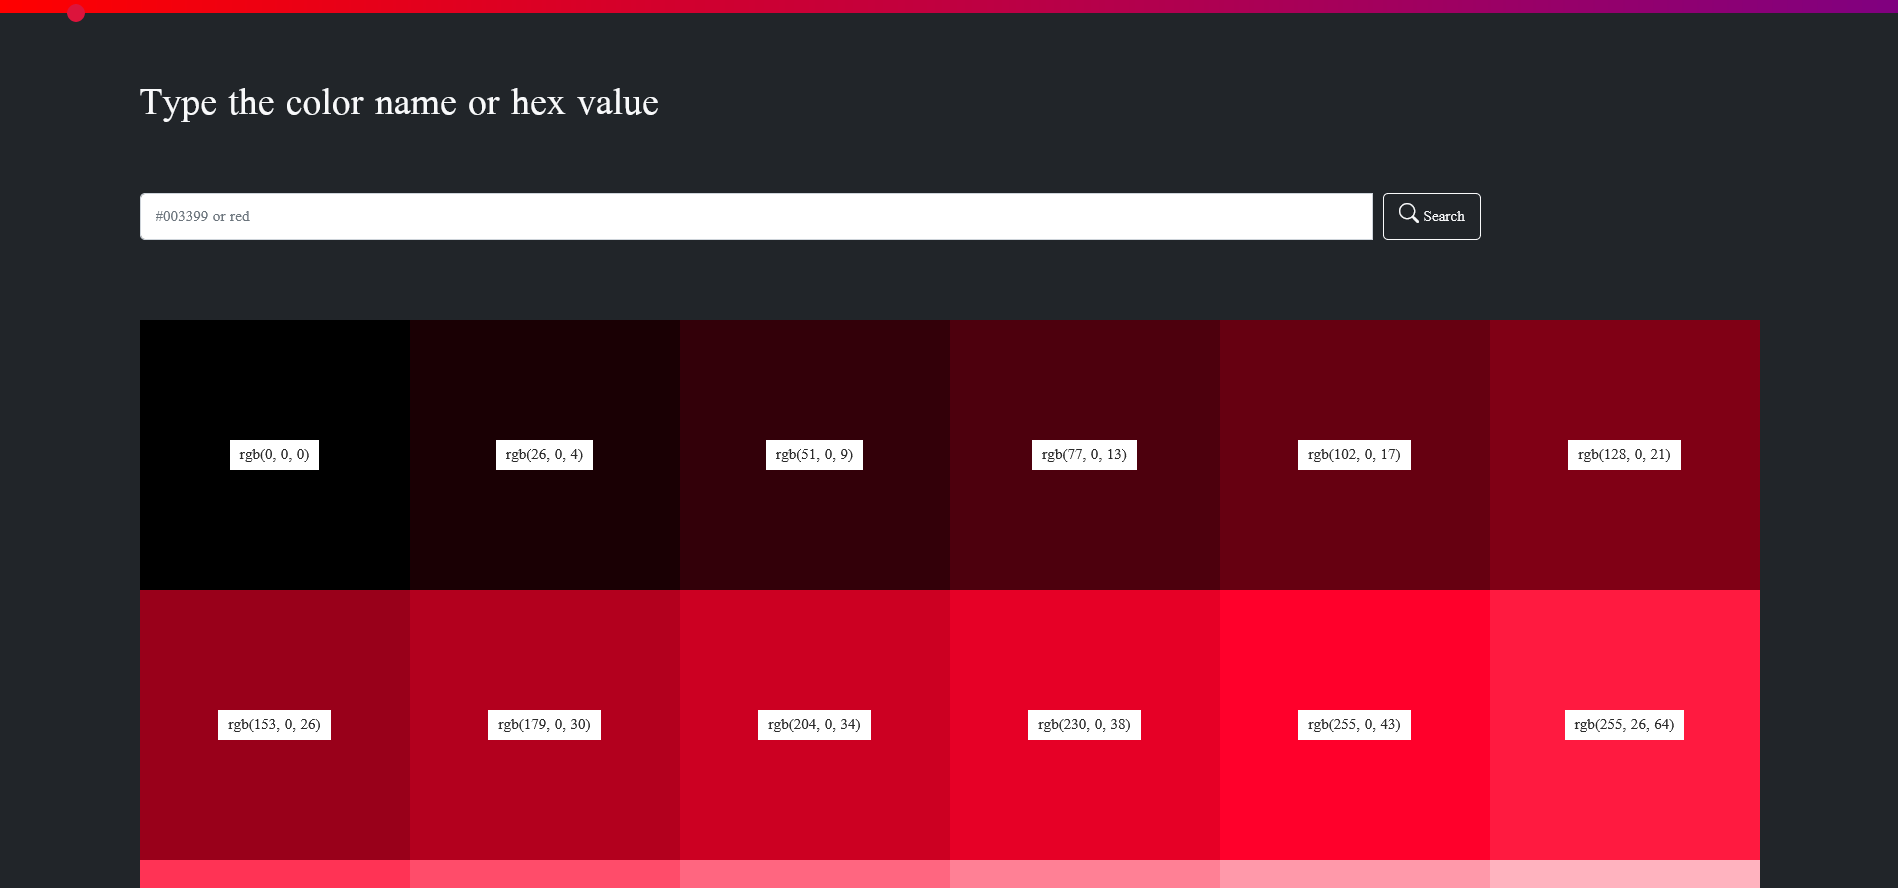 Type the color name or hex value
#003399 or red
Search
rgb(0, 0, 0)
rgb(26, 0, 4)
rgb(51, 0, 9)
rgb(77, 0, 13)
rgb(102, 0, 17)
rgb(128, 0, 21)
rgb(153, 0, 26)
rgb(179, 0, 30)
rgb(204, 0, 34)
rgb(230, 0, 38)
rgb(255, 0, 43)
rgb(255, 26, 64)